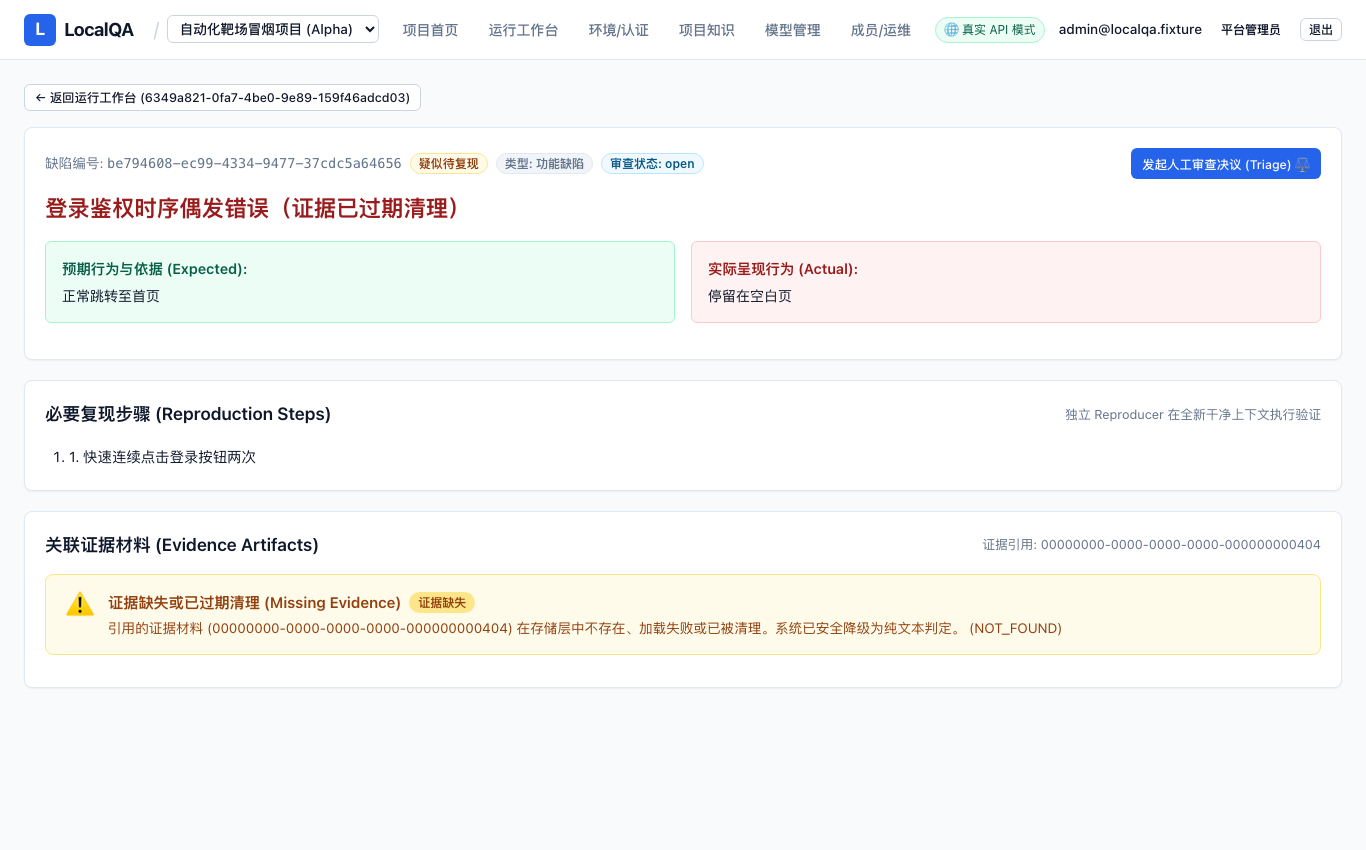 L LocalQA / 自动化靶场冒烟项目 (Alpha) 项目首页 运行工作台 环境/认证 项目知识 模型管理 成员/运维 🌐 真实 API 模式 admin@localqa.fixture 平台管理员 退出
← 返回运行工作台 (6349a821-0fa7-4be0-9e89-159f46adcd03)
缺陷编号: be794608-ec99-4334-9477-37cdc5a64656 疑似待复现 类型: 功能缺陷 审查状态: open 发起人工审查决议 (Triage) ⚖️
登录鉴权时序偶发错误（证据已过期清理）
预期行为与依据 (Expected):
正常跳转至首页
实际呈现行为 (Actual):
停留在空白页
必要复现步骤 (Reproduction Steps) 独立 Reproducer 在全新干净上下文执行验证
1. 1. 快速连续点击登录按钮两次
关联证据材料 (Evidence Artifacts) 证据引用: 00000000-0000-0000-0000-000000000404
⚠️ 证据缺失或已过期清理 (Missing Evidence) 证据缺失
引用的证据材料 (00000000-0000-0000-0000-000000000404) 在存储层中不存在、加载失败或已被清理。系统已安全降级为纯文本判定。 (NOT_FOUND)